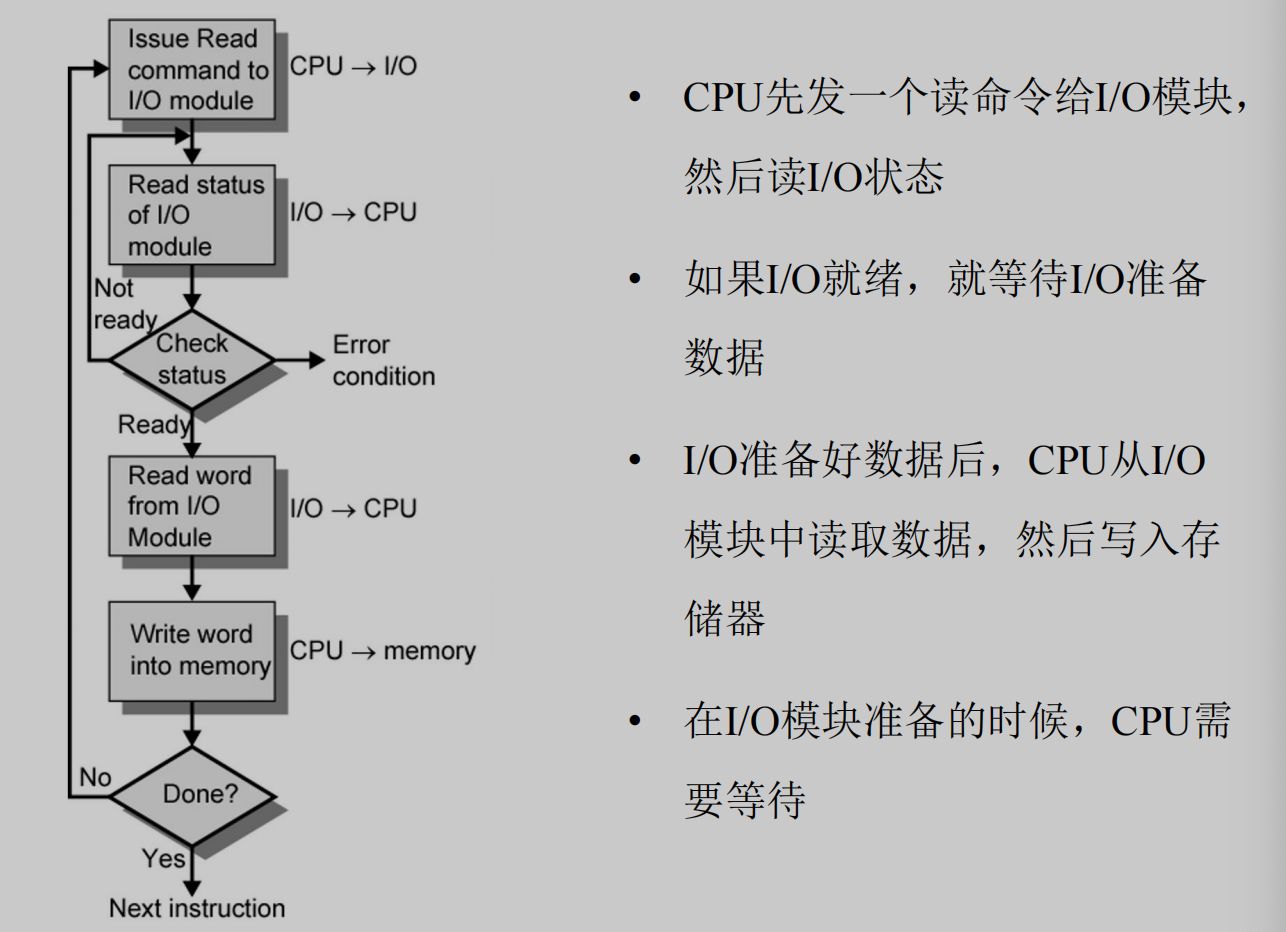 Issue Read
command to
I/O module
CPU → I/O
Read status
of I/O
module
I/O → CPU
Not
ready
Check
status
Error
condition
Ready
Read word
from I/O
Module
I/O → CPU
Write word
into memory
CPU → memory
No
Done?
Yes
Next instruction
• CPU先发一个读命令给I/O模块，
然后读I/O状态
• 如果I/O就绪，就等待I/O准备
数据
• I/O准备好数据后，CPU从I/O
模块中读取数据，然后写入存
储器
• 在I/O模块准备的时候，CPU需
要等待